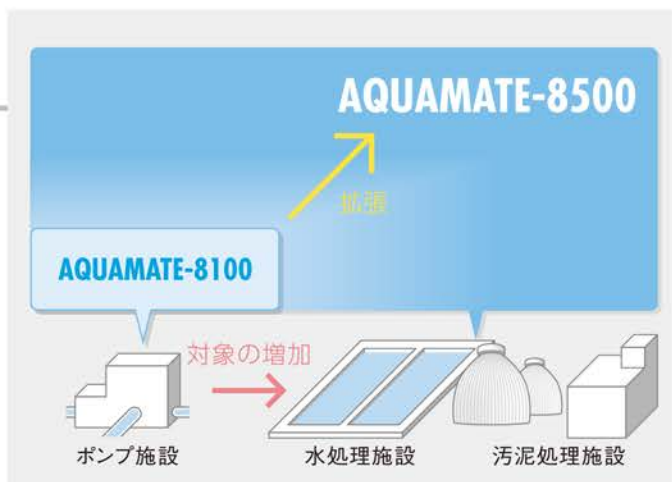 AQUAMATE-8500
拡張
AQUAMATE-8100
対象の増加
ポンプ施設
水処理施設
汚泥処理施設